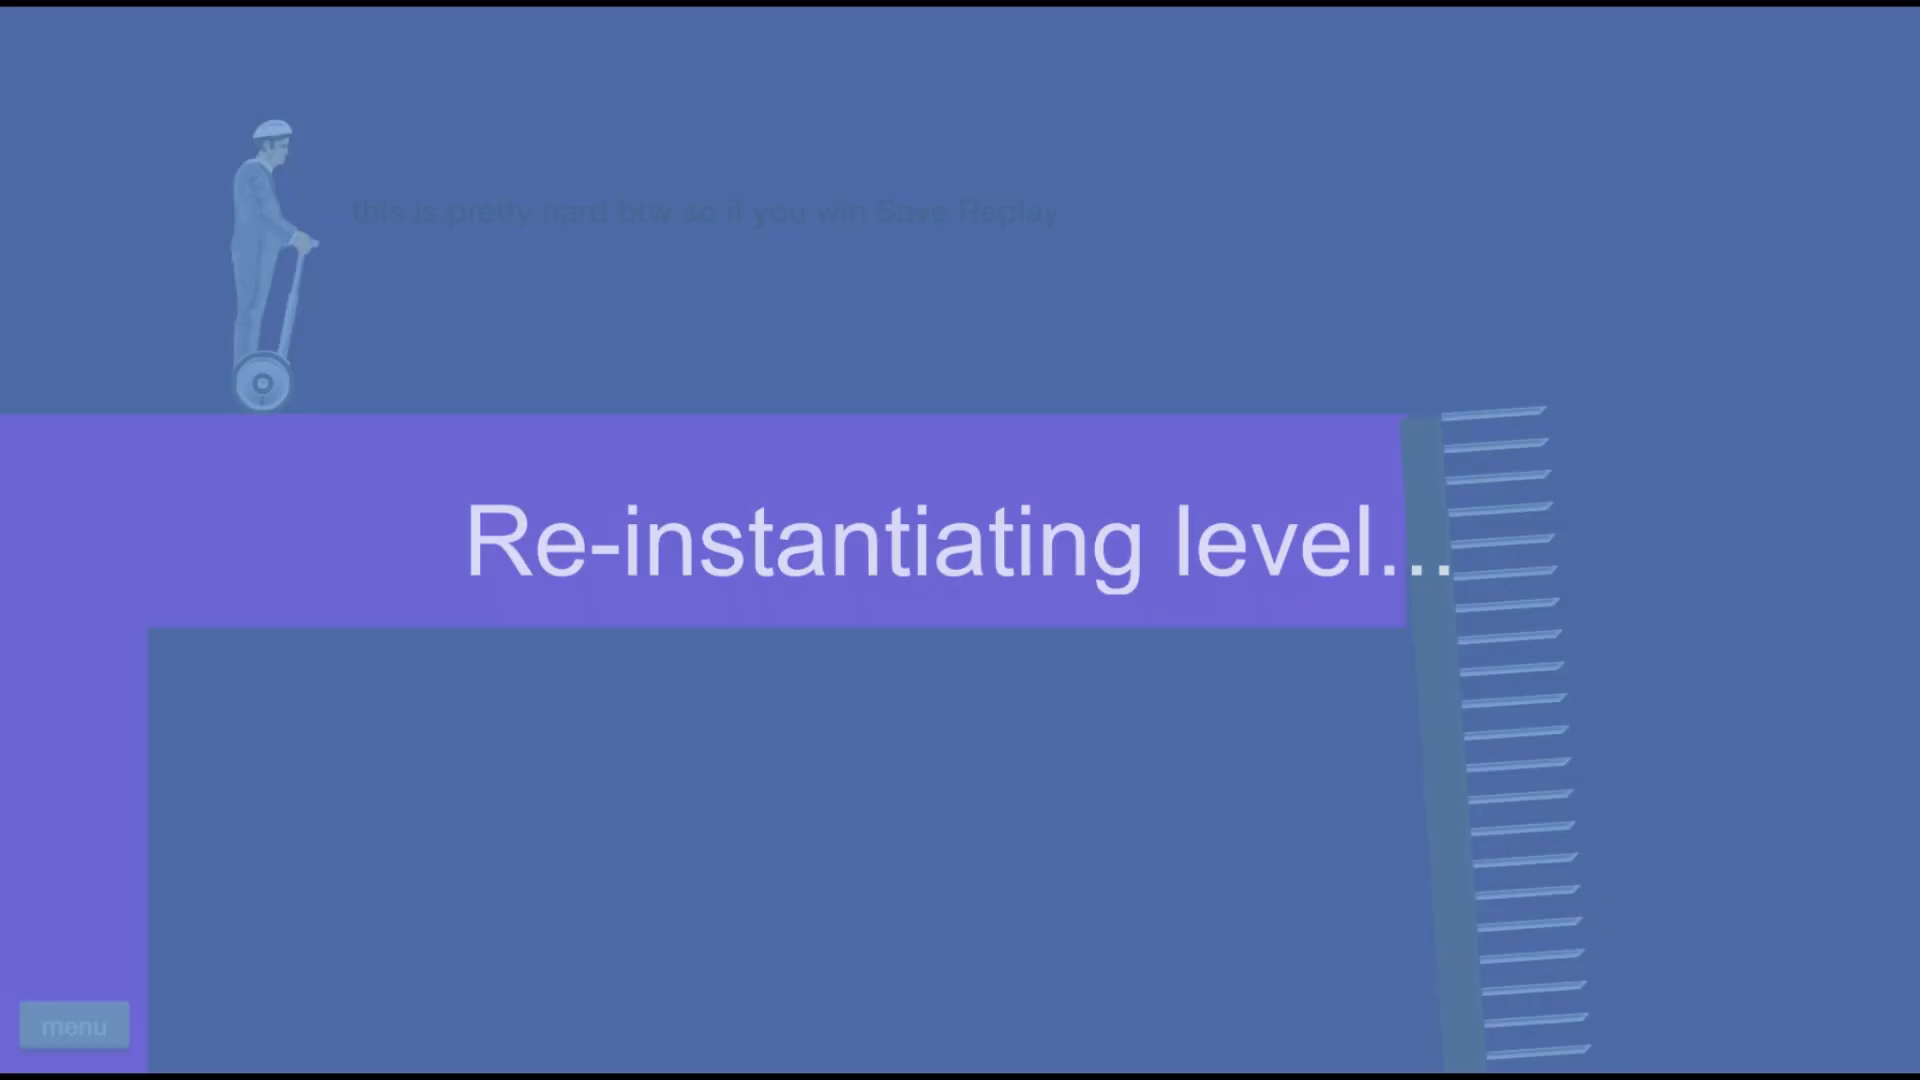 this is pretty hard btw so if you win Save Replay
Re-instantiating level...
menu